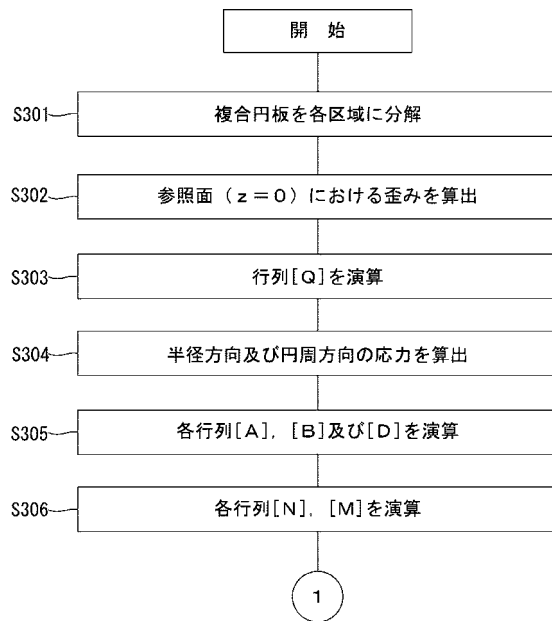 開 始
S301 複合円板を各区域に分解
S302 参照面（ｚ＝０）における歪みを算出
S303 行列[Ｑ]を演算
S304 半径方向及び円周方向の応力を算出
S305 各行列[Ａ]，[Ｂ]及び[Ｄ]を演算
S306 各行列[Ｎ]，[Ｍ]を演算
1